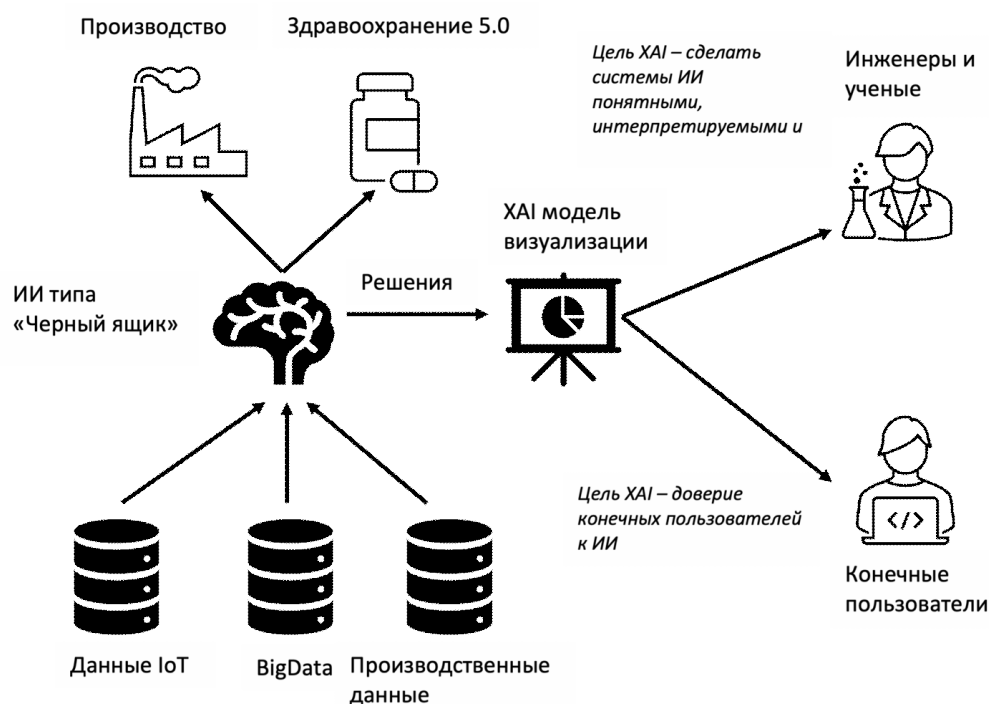 Производство
Здравоохранение 5.0
Цель XAI – сделать
системы ИИ
понятными,
интерпретируемыми и
Инженеры и
ученые
XAI модель
визуализации
ИИ типа
«Черный ящик»
Решения
Цель XAI – доверие
конечных пользователей
к ИИ
</>
Конечные
пользователи
Данные IoT
BigData
Производственные
данные